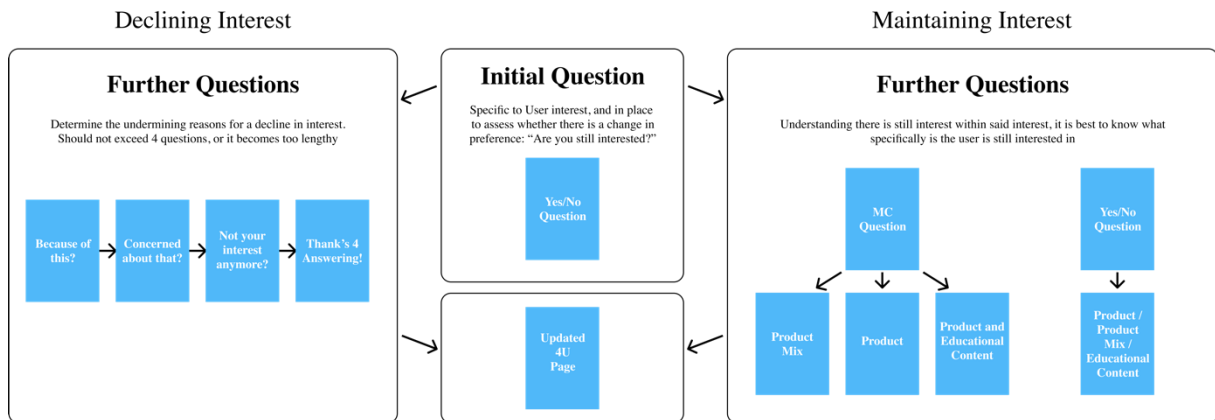 Declining Interest
Maintaining Interest
Further Questions
Determine the undermining reasons for a decline in interest.
Should not exceed 4 questions, or it becomes too lengthy
Because of
this?
Concerned
about that?
Not your
interest
anymore?
Thank's 4
Answering!
Initial Question
Specific to User interest, and in place
to assess whether there is a change in
preference: “Are you still interested?”
Yes/No
Question
Updated
4U
Page
Further Questions
Understanding there is still interest within said interest, it is best to know what
specifically is the user is still interested in
MC
Question
Yes/No
Question
Product
Mix
Product
Product and
Educational
Content
Product /
Product
Mix /
Educational
Content